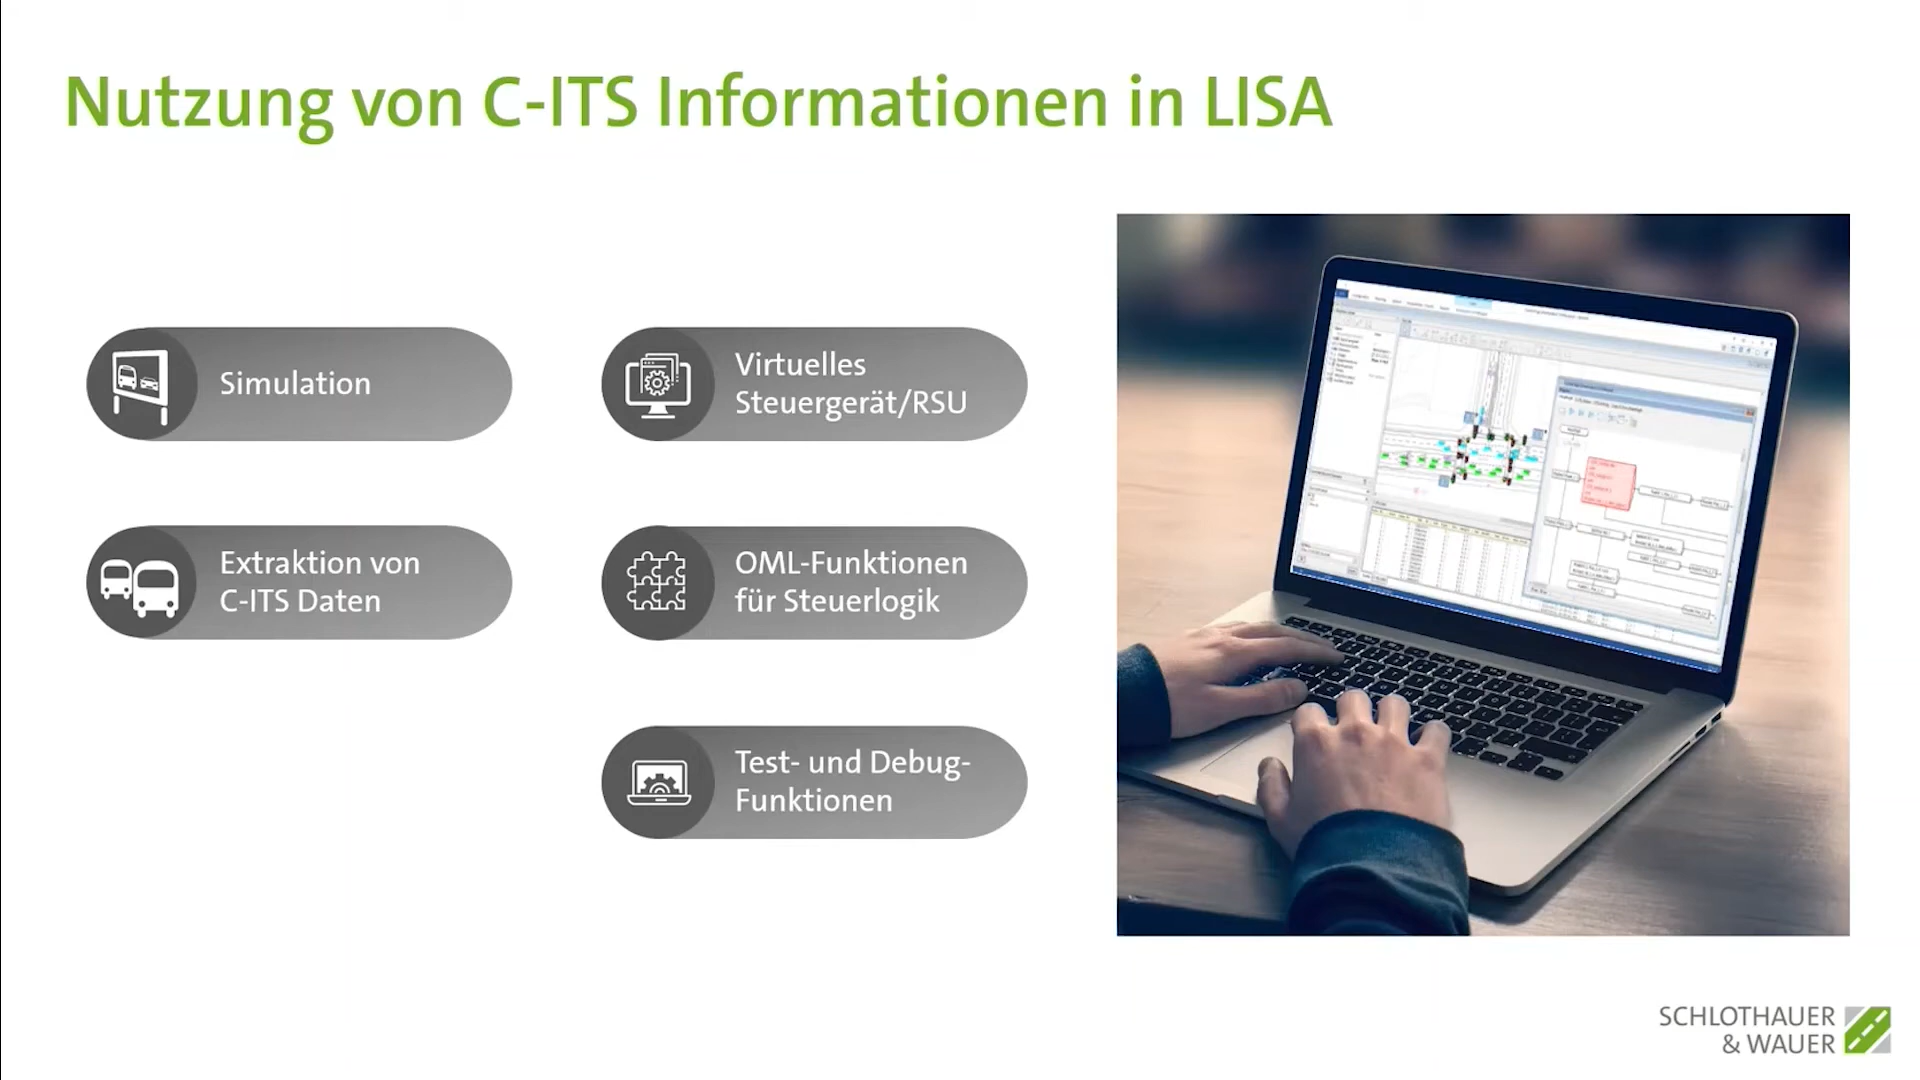 Nutzung von C-ITS Informationen in LISA
Simulation
Extraktion von
C-ITS Daten
Virtuelles
Steuergerät/RSU
OML-Funktionen
für Steuerlogik
Test- und Debug-
Funktionen
SCHLOTHAUER
& WAUER